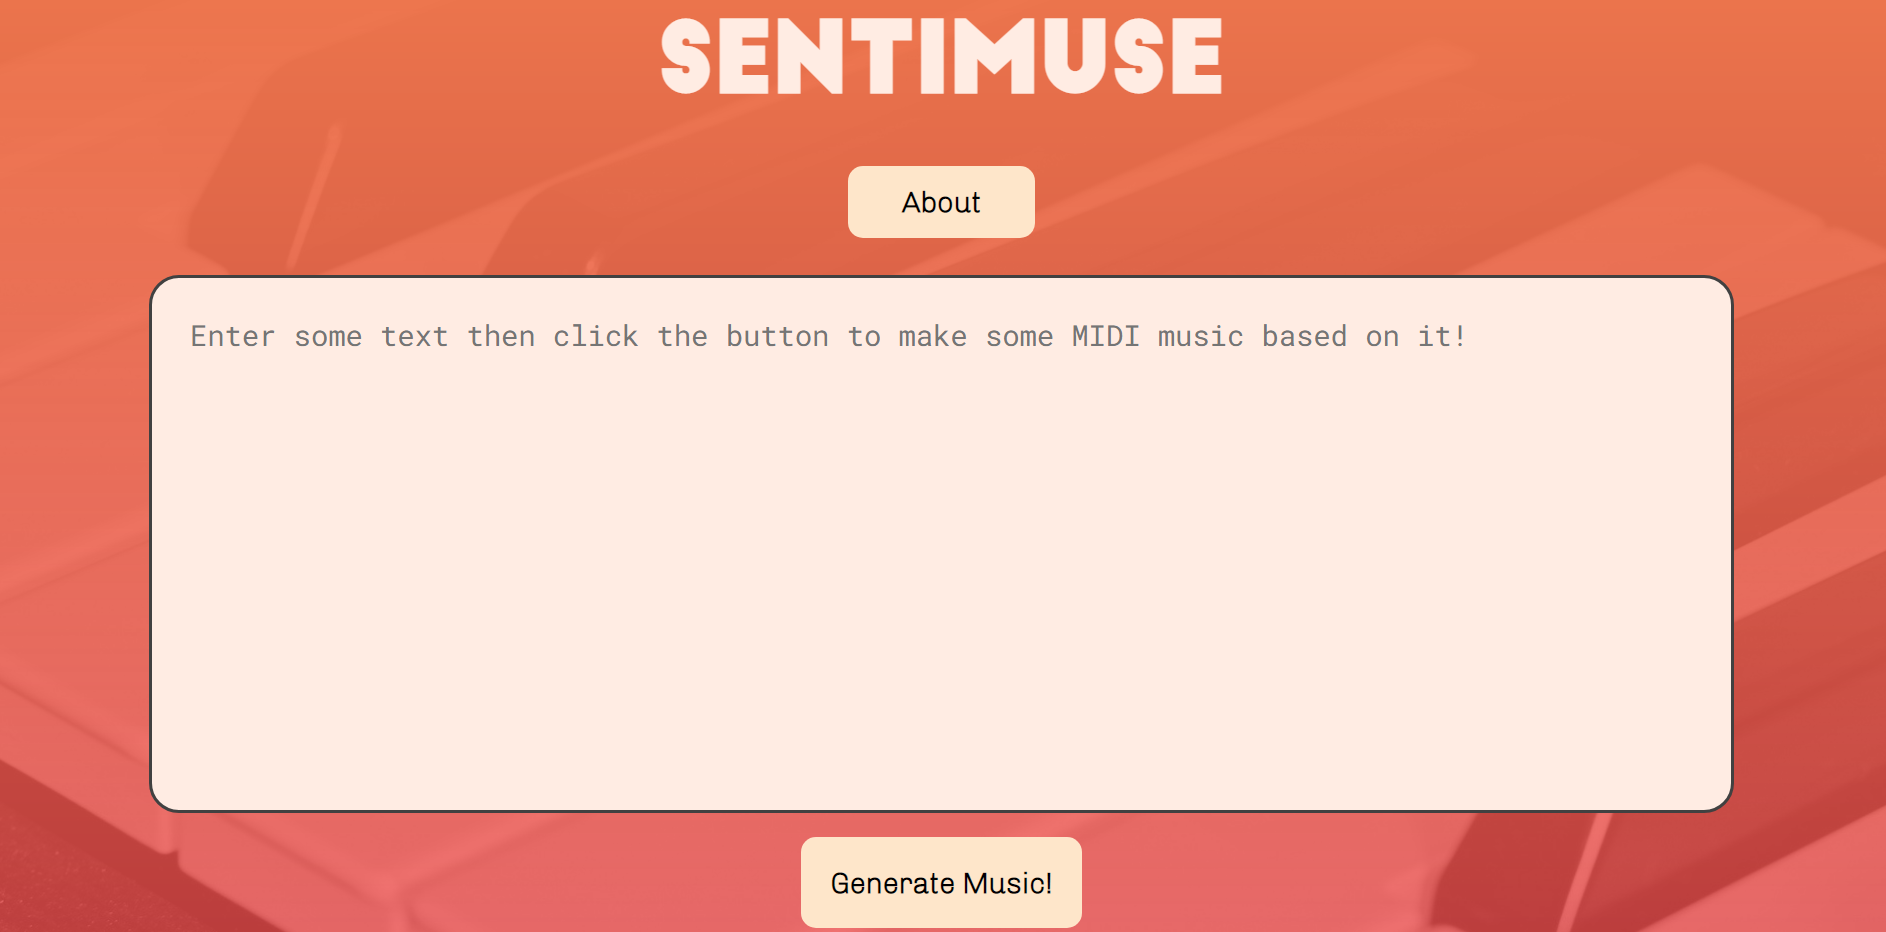 SENTIMUSE
About
Enter some text then click the button to make some MIDI music based on it!
Generate Music!